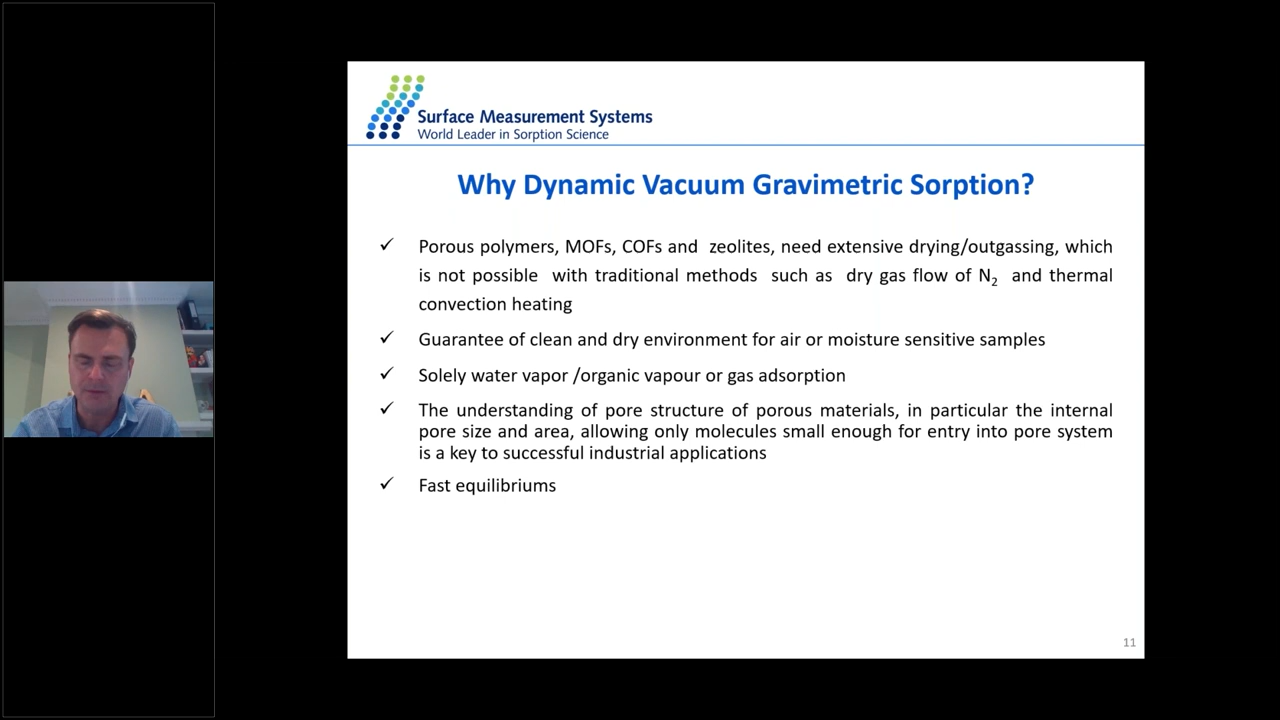 Surface Measurement Systems
World Leader in Sorption Science
Why Dynamic Vacuum Gravimetric Sorption?
✓ Porous polymers, MOFs, COFs and zeolites, need extensive drying/outgassing, which
is not possible with traditional methods such as dry gas flow of N₂ and thermal
convection heating
✓ Guarantee of clean and dry environment for air or moisture sensitive samples
✓ Solely water vapor /organic vapour or gas adsorption
✓ The understanding of pore structure of porous materials, in particular the internal
pore size and area, allowing only molecules small enough for entry into pore system
is a key to successful industrial applications
✓ Fast equilibriums
11